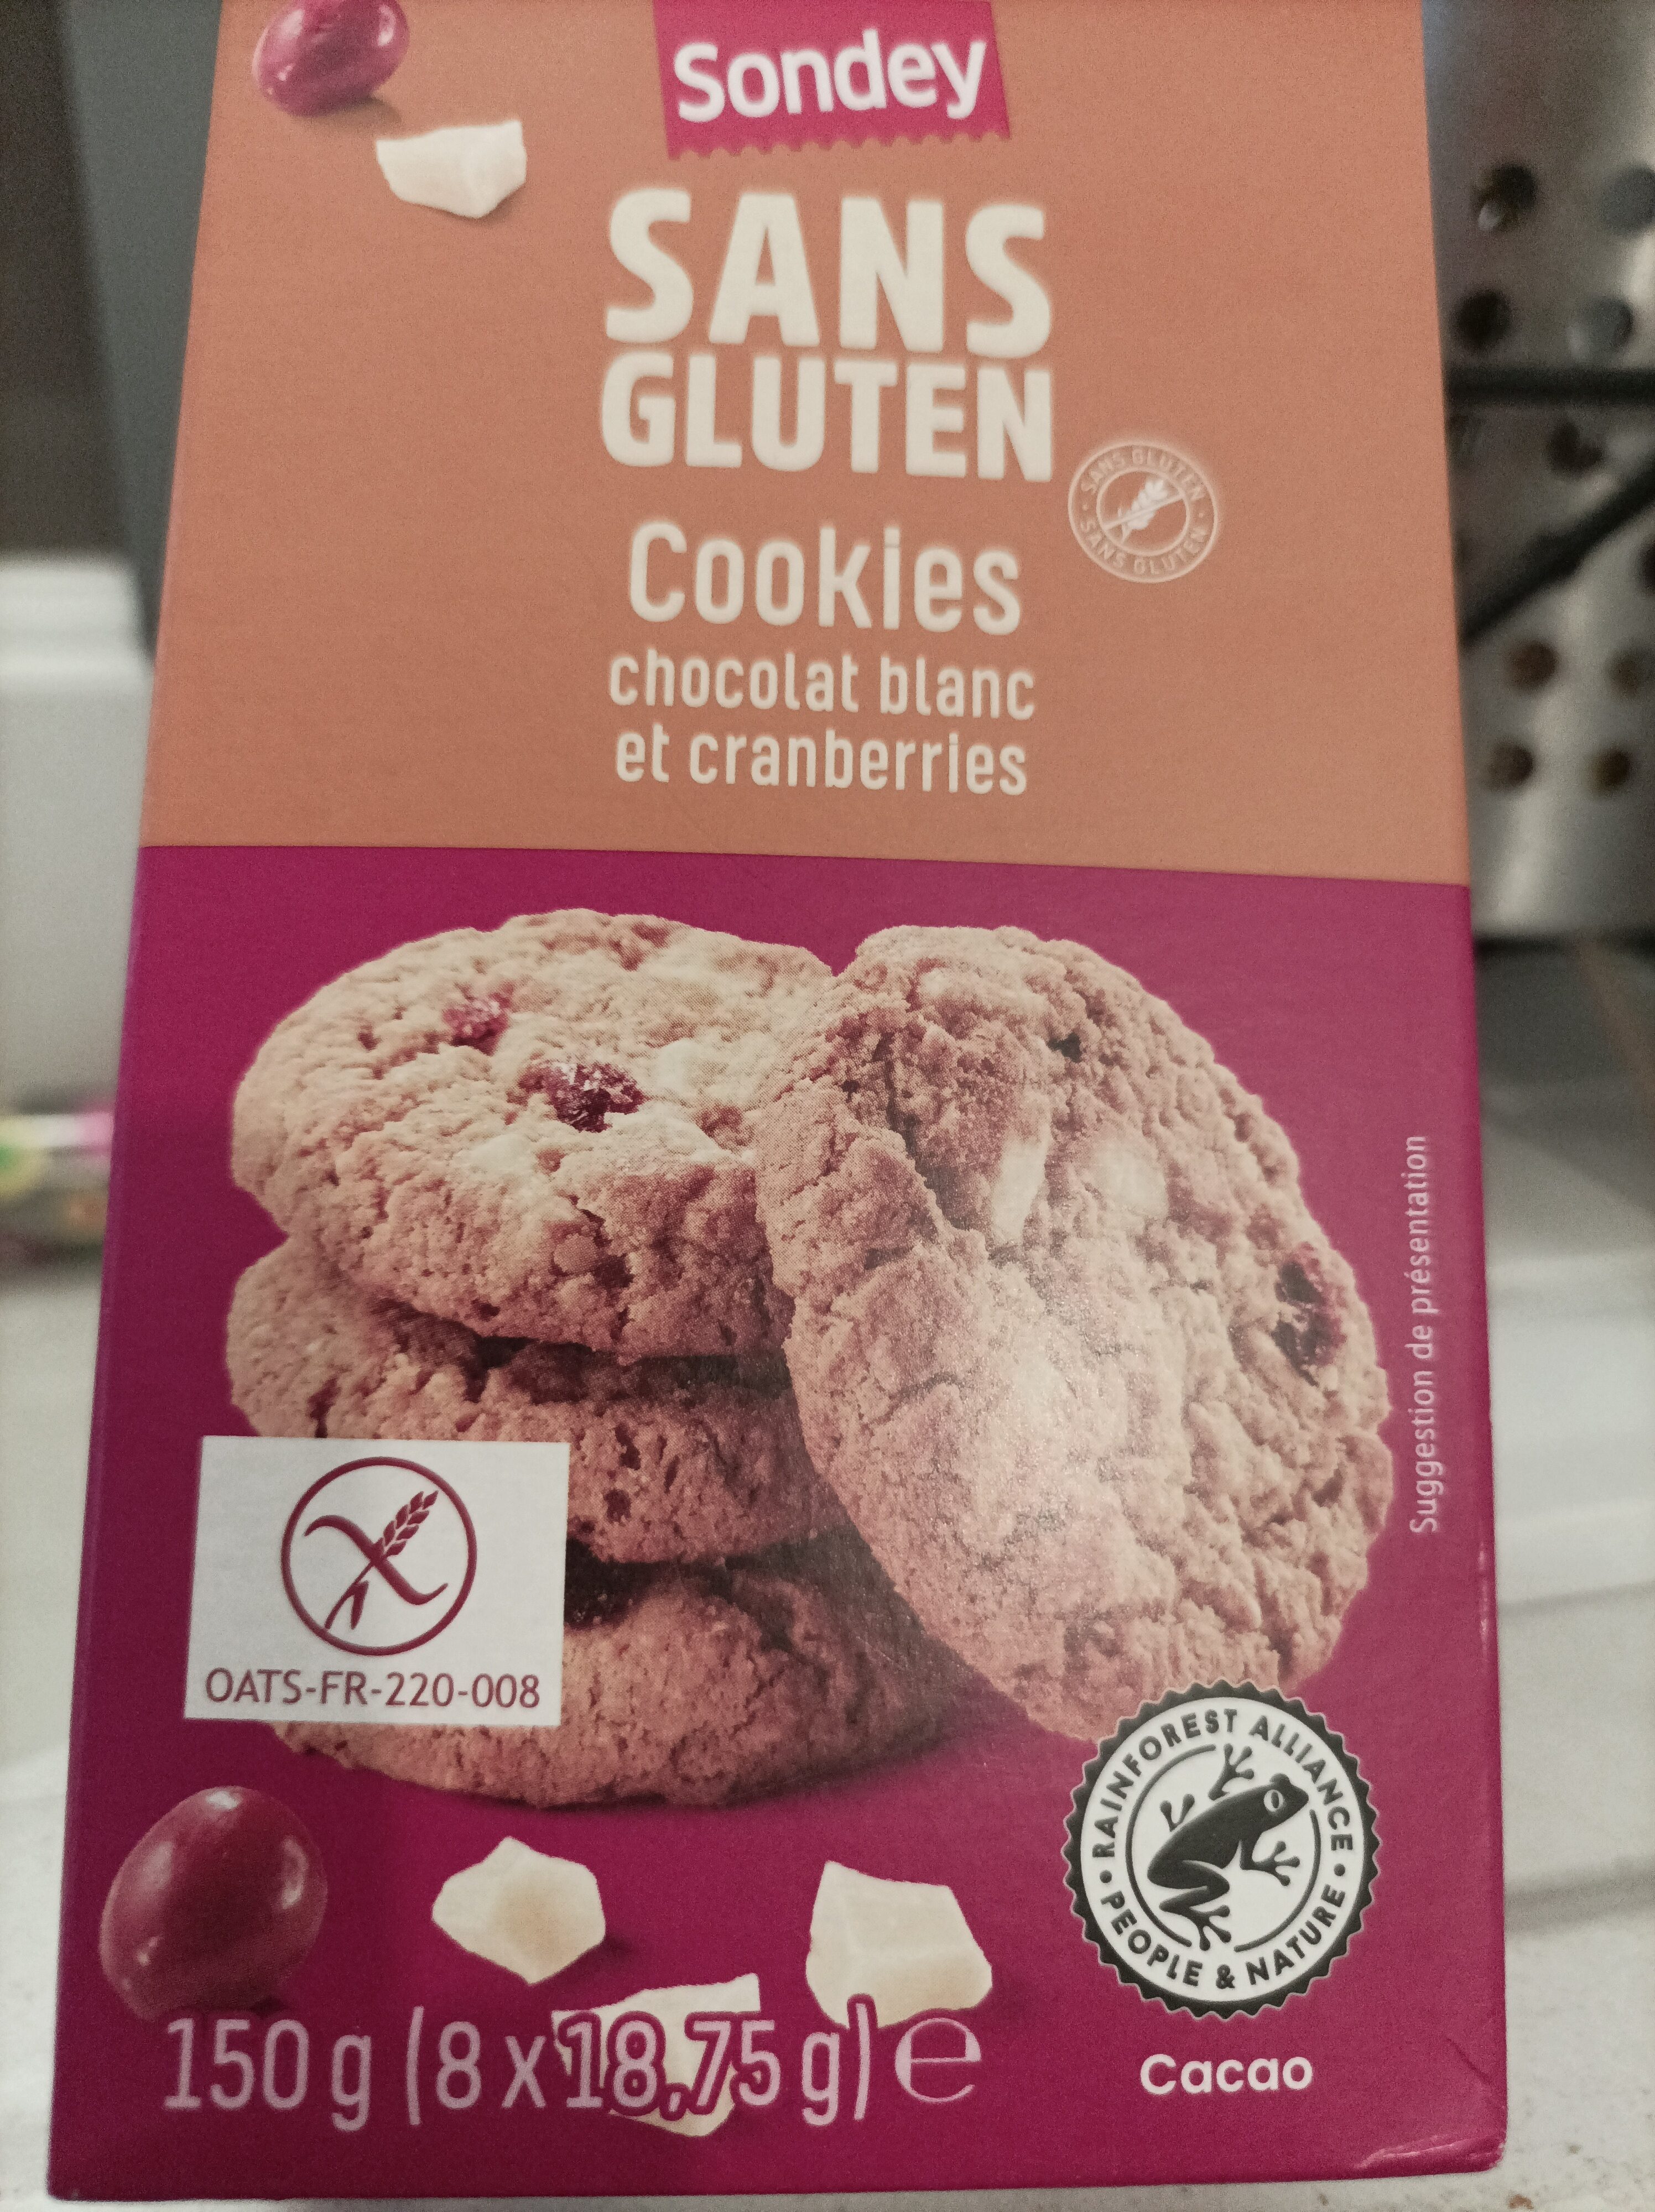 Sondey
SANS
GLUTEN
SANS GLUTEN · SANS GLUTEN ·
Cookies
chocolat blanc
et cranberries
Suggestion de présentation
OATS-FR-220-008
RAINFOREST ALLIANCE
• PEOPLE & NATURE •
150 g (8 x 18,75 g) e
Cacao